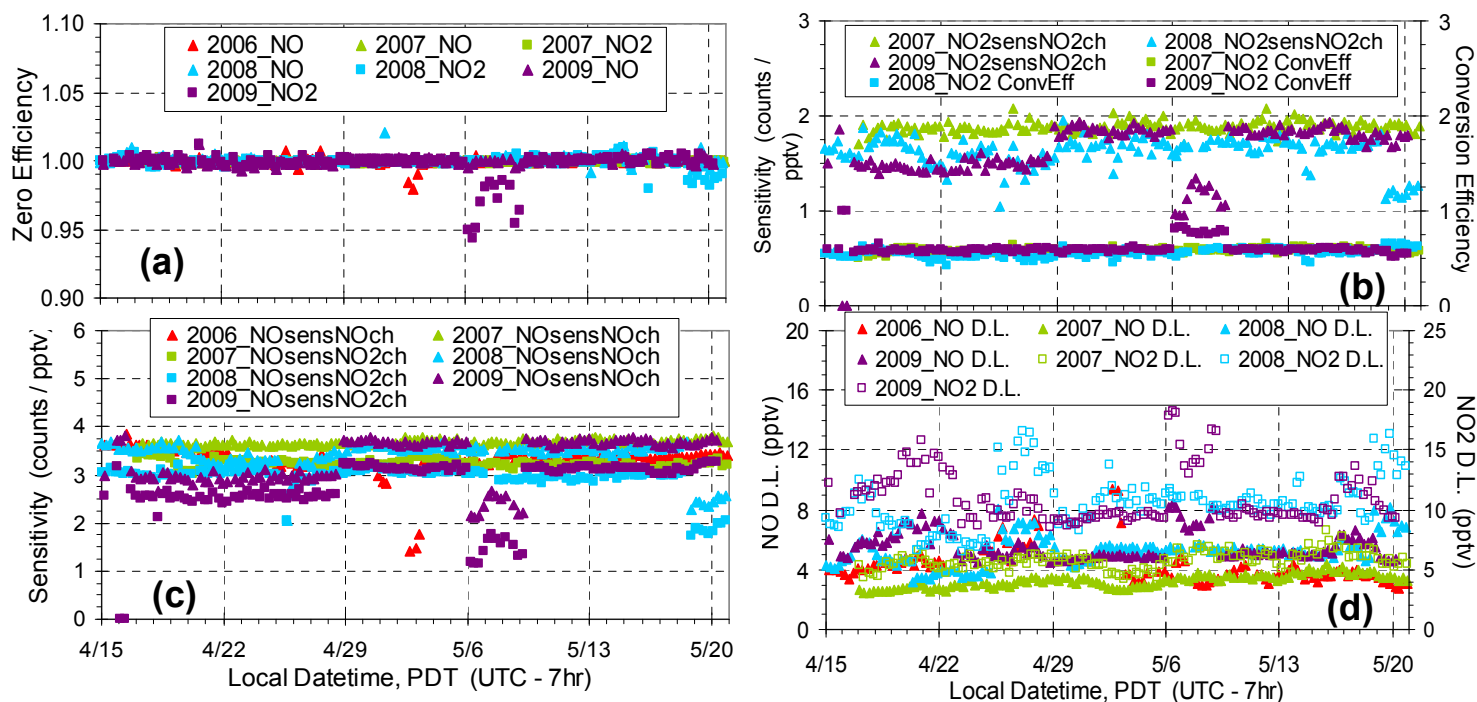 1.10
1.05
1.00
0.95
0.90
Zero Efficiency
2006_NO
2007_NO
2007_NO2
2008_NO
2008_NO2
2009_NO
2009_NO2
(a)
3
2
1
0
Sensitivity (counts / pptv)
2007_NO2sensNO2ch
2008_NO2sensNO2ch
2009_NO2sensNO2ch
2007_NO2 ConvEff
2008_NO2 ConvEff
2009_NO2 ConvEff
(b)
3
2
1
0
Conversion Efficiency
6
5
4
3
2
1
0
Sensitivity (counts / pptv)
2006_NOsensNOch
2007_NOsensNOch
2007_NOsensNO2ch
2008_NOsensNOch
2008_NOsensNO2ch
2009_NOsensNOch
2009_NOsensNO2ch
(c)
4/15
4/22
4/29
5/6
5/13
5/20
Local Datetime, PDT (UTC - 7hr)
20
16
12
8
4
0
NO D.L. (pptv)
2006_NO D.L.
2007_NO D.L.
2008_NO D.L.
2009_NO D.L.
2007_NO2 D.L.
2008_NO2 D.L.
2009_NO2 D.L.
(d)
25
20
15
10
5
0
NO2 D.L. (pptv)
4/15
4/22
4/29
5/6
5/13
5/20
Local Datetime, PDT (UTC - 7hr)